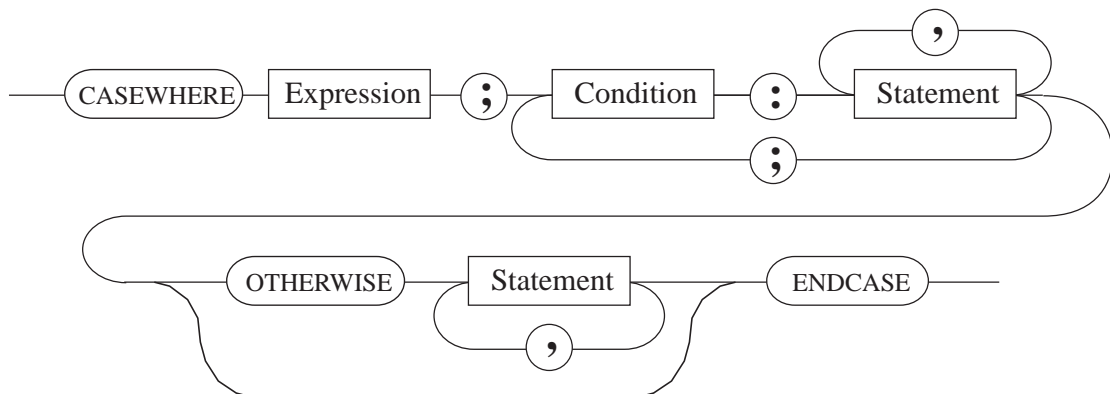 ,
CASEWHERE Expression ; Condition : Statement
;
OTHERWISE Statement ENDCASE
,